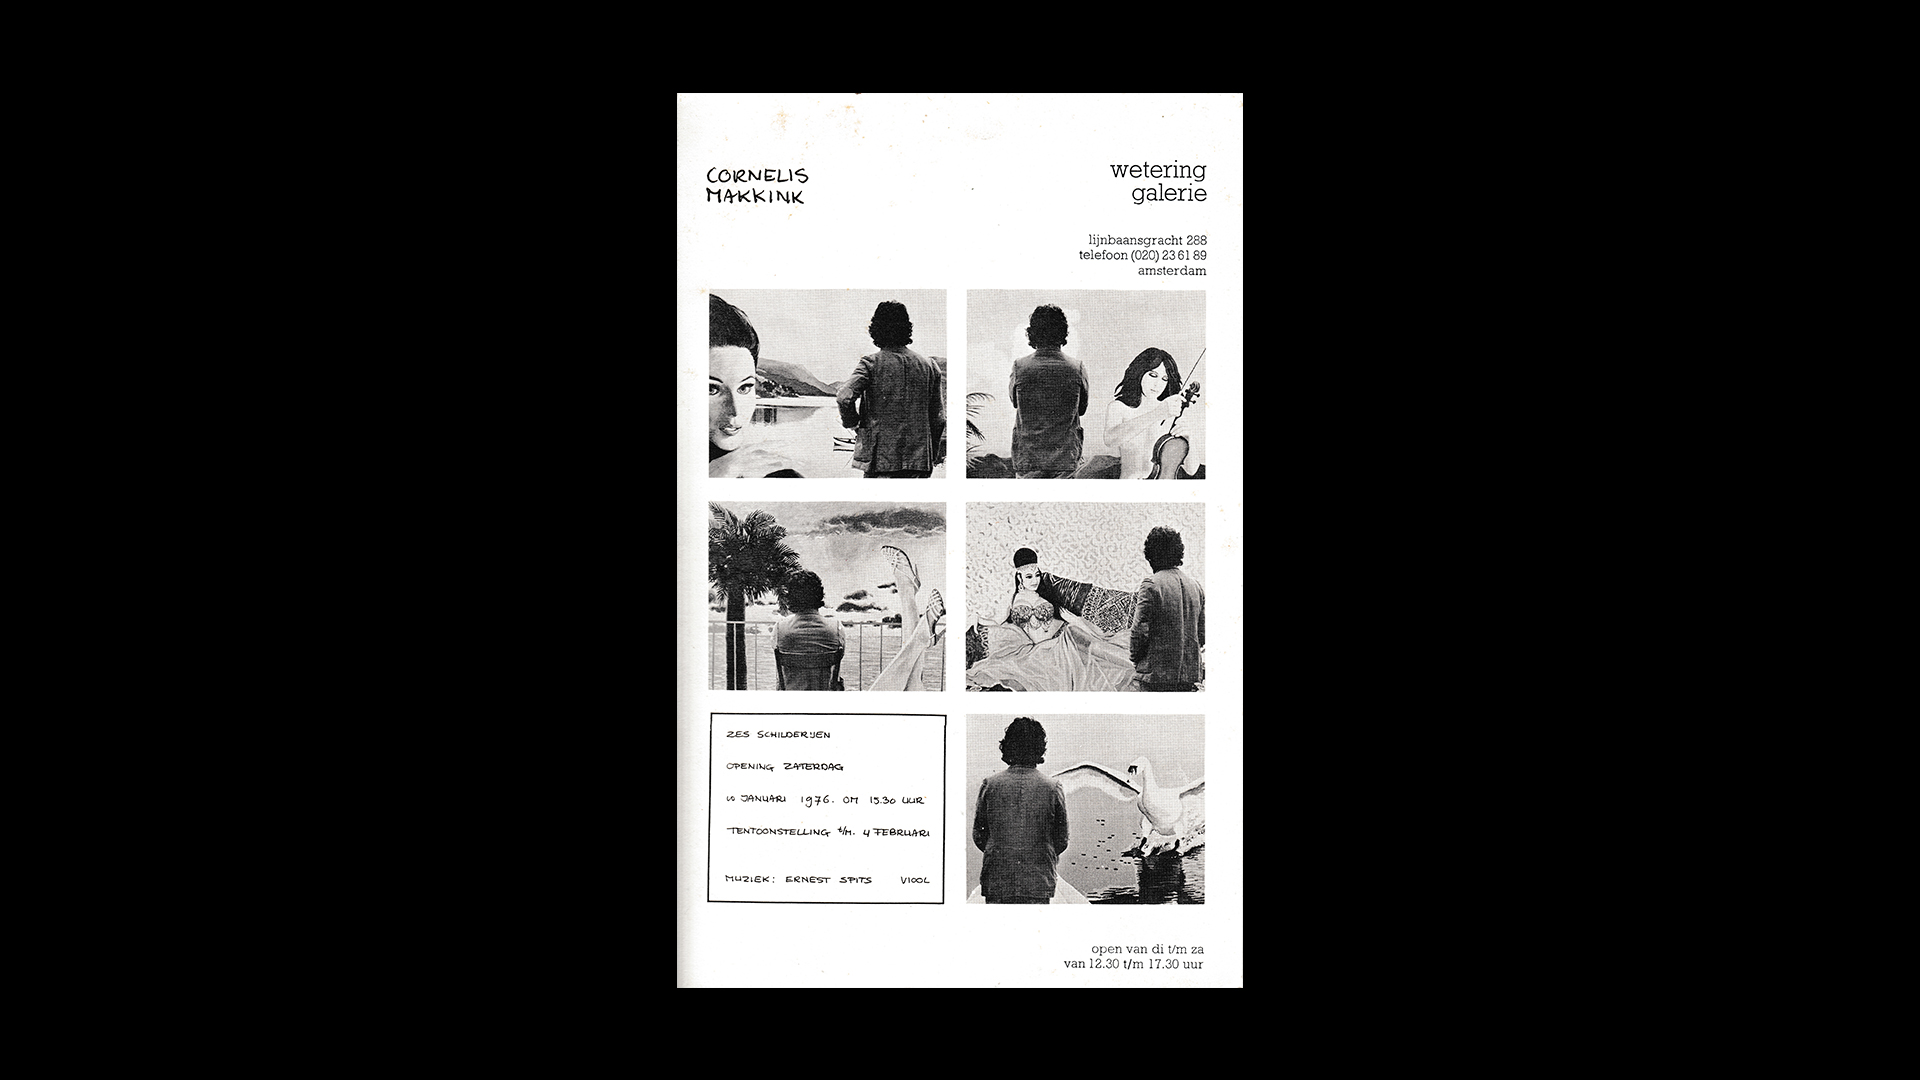 CORNELIS
MAKKINK
wetering
galerie
lijnbaansgracht 288
telefoon (020) 23 61 89
amsterdam
ZES SCHILDERIJEN
OPENING ZATERDAG
10 JANUARI 1976. OM 15.30 UUR
TENTOONSTELLING t/m. 4 FEBRUARI
MUZIEK: ERNEST SPITS VIOOL
open van di t/m za
van 12.30 t/m 17.30 uur